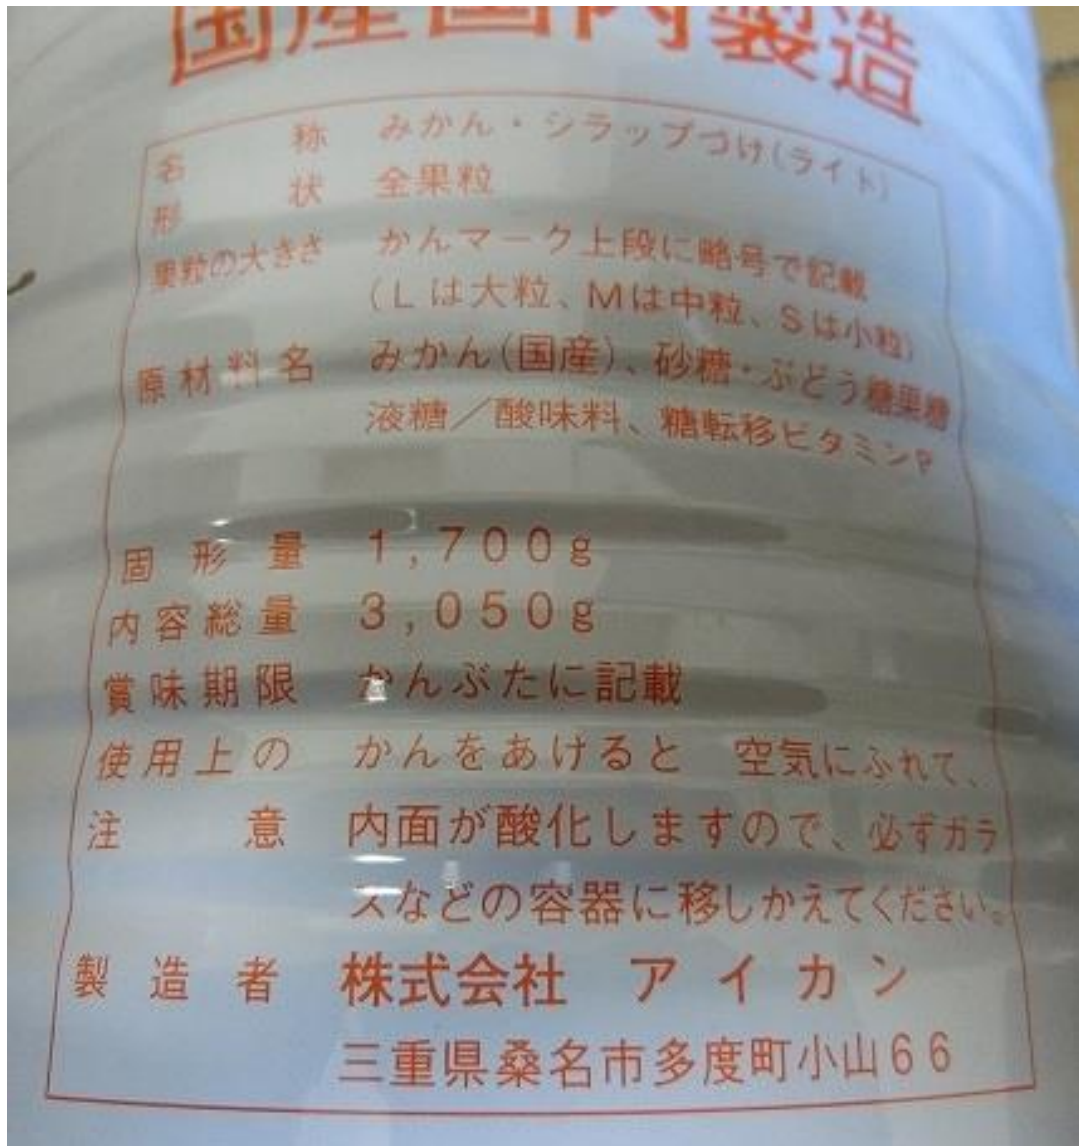 国産国内製造
名称 みかん・シラップづけ(ライト)
形状 全果粒
果粒の大きさ かんマーク上段に略号で記載
(Lは大粒、Mは中粒、Sは小粒)
原材料名 みかん(国産)、砂糖・ぶどう糖果糖
液糖/酸味料、糖転移ビタミンP
固形量 1,700g
内容総量 3,050g
賞味期限 かんぶたに記載
使用上の かんをあけると 空気にふれて、
注意 内面が酸化しますので、必ずガラ
スなどの容器に移しかえてください。
製造者 株式会社 アイカン
三重県桑名市多度町小山66